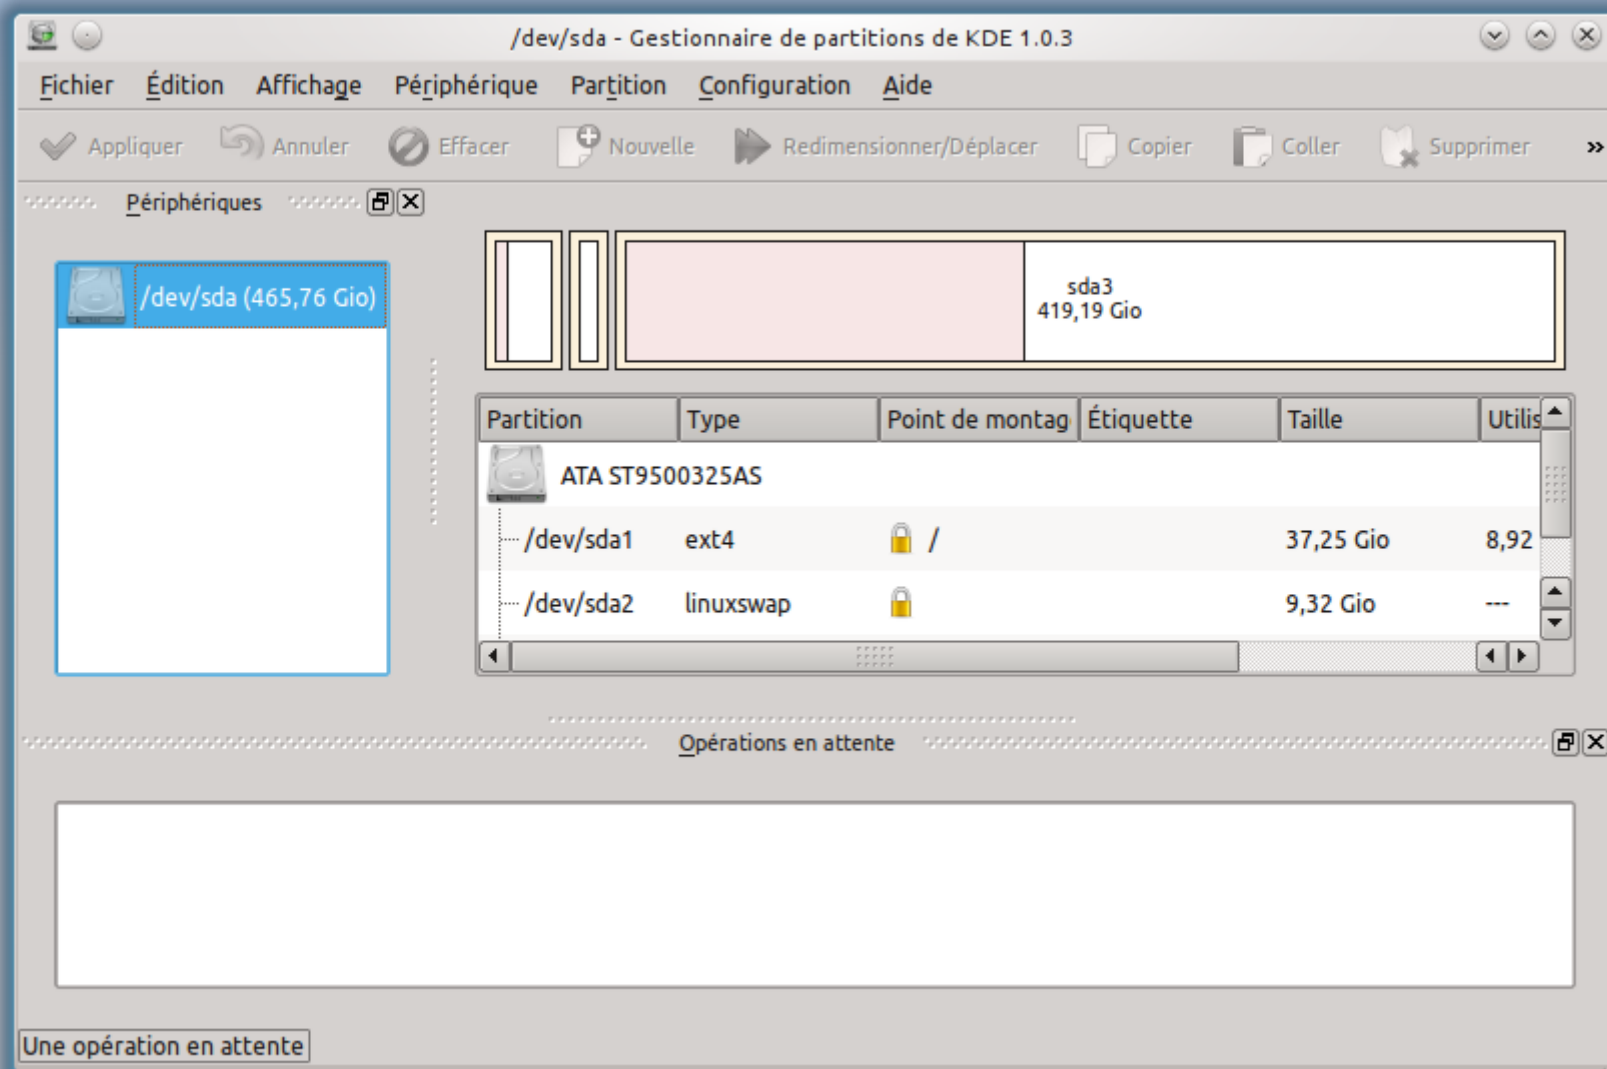 /dev/sda - Gestionnaire de partitions de KDE 1.0.3
Fichier Édition Affichage Périphérique Partition Configuration Aide
Appliquer Annuler Effacer Nouvelle Redimensionner/Déplacer Copier Coller Supprimer »
Périphériques
/dev/sda (465,76 Gio)
sda3
419,19 Gio
Partition Type Point de montag Étiquette Taille Utilis
ATA ST9500325AS
/dev/sda1 ext4 / 37,25 Gio 8,92
/dev/sda2 linuxswap 9,32 Gio ---
Opérations en attente
Une opération en attente